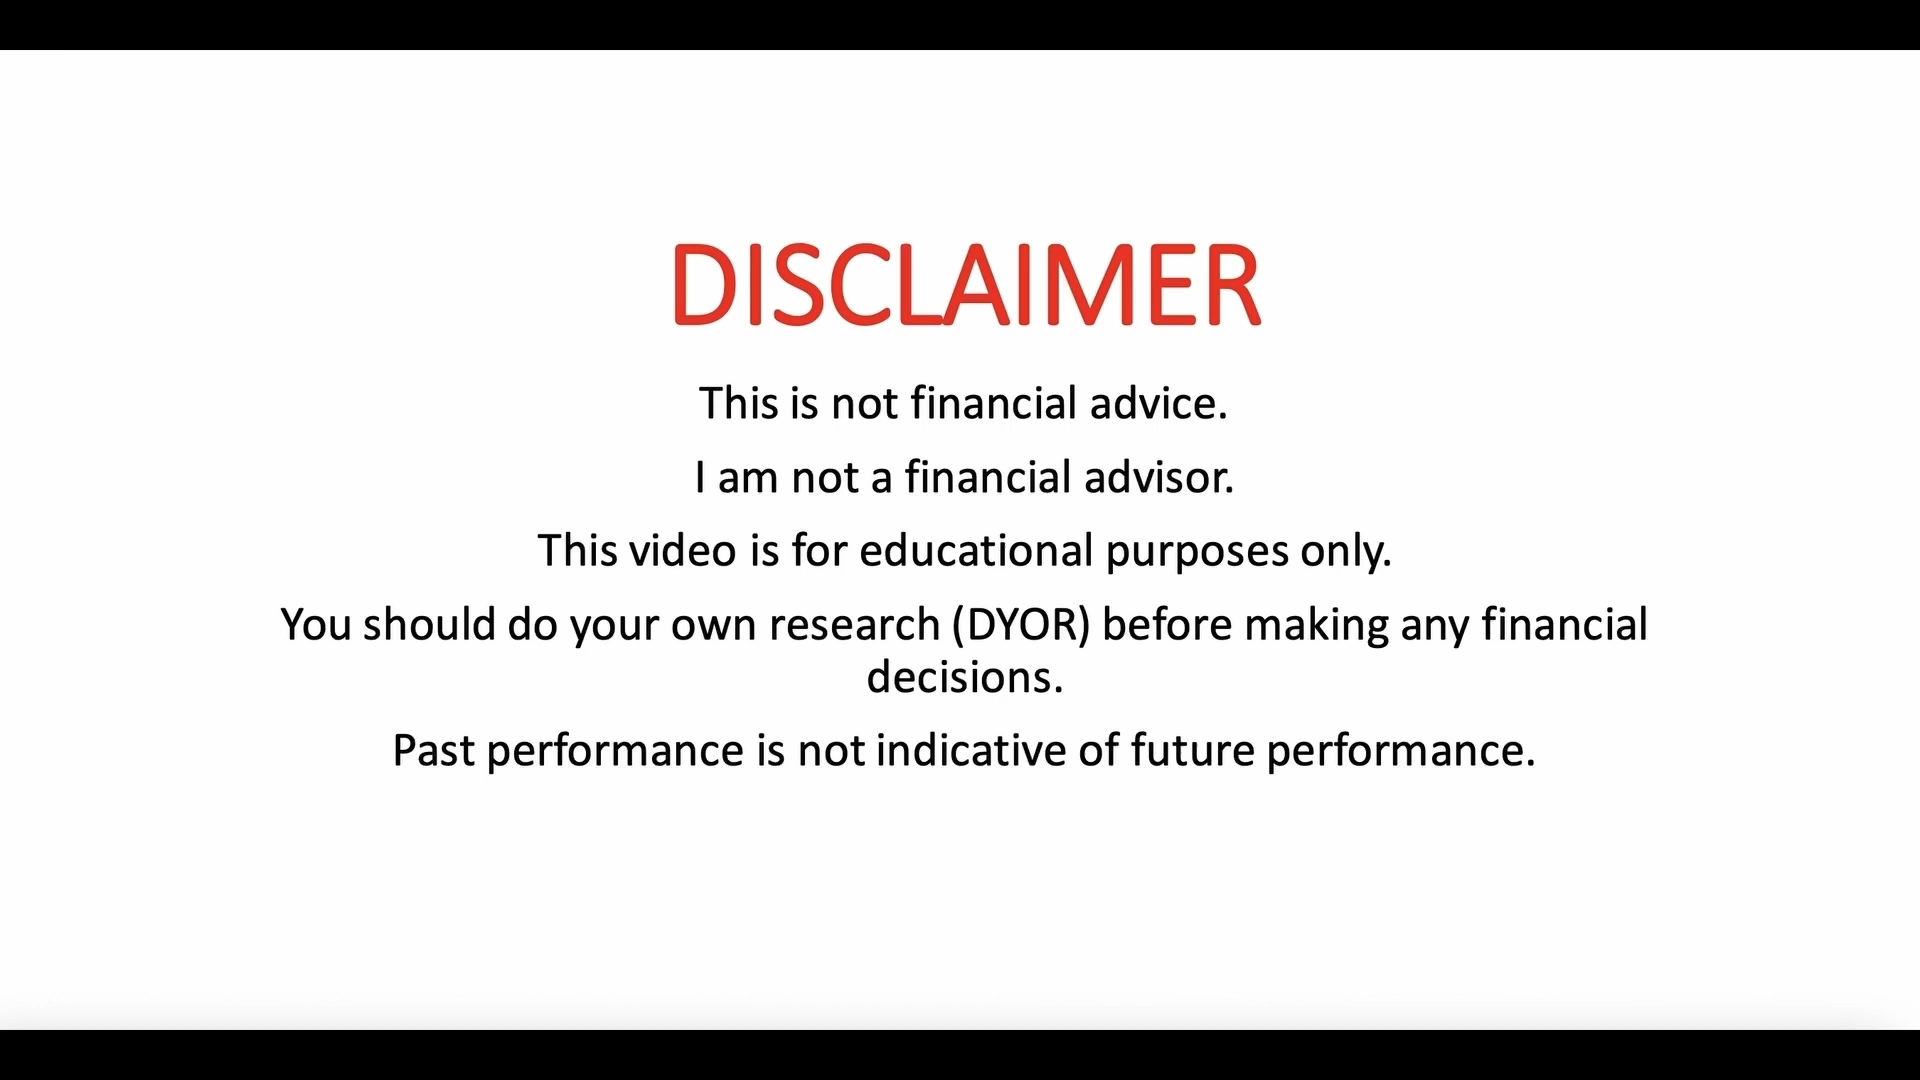 DISCLAIMER
This is not financial advice.
I am not a financial advisor.
This video is for educational purposes only.
You should do your own research (DYOR) before making any financial
decisions.
Past performance is not indicative of future performance.